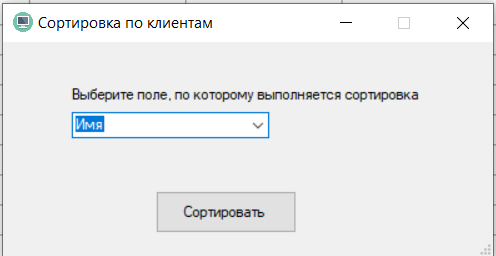 Сортировка по клиентам
Выберите поле, по которому выполняется сортировка
Имя
Сортировать